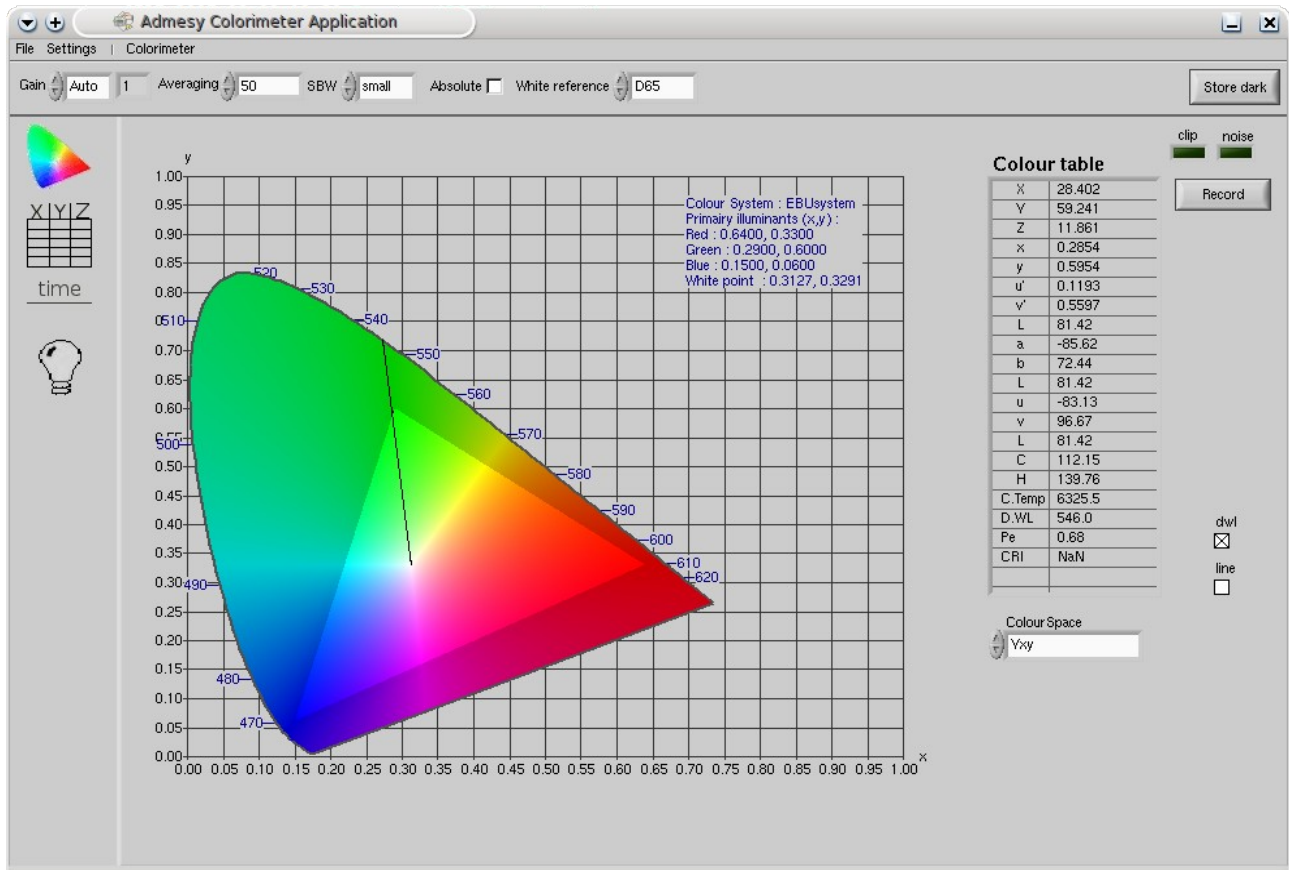 Admesy Colorimeter Application
File Settings | Colorimeter
Gain Auto 1 Averaging 50 SBW small Absolute White reference D65 Store dark
clip noise
Record
X Y Z
time
y
1.00
0.95
0.90
0.85
0.80
0.70
0.65
0.60
0.50
0.45
0.40
0.35
0.30
0.25
0.20
0.15
0.10
0.05
0.00
0.00 0.05 0.10 0.15 0.20 0.25 0.30 0.35 0.40 0.45 0.50 0.55 0.60 0.65 0.70 0.75 0.80 0.85 0.90 0.95 1.00
x
520
530
540
510
550
560
570
500
580
590
600
610
620
490
480
470
Colour System : EBUsystem
Primairy illuminants (x,y) :
Red : 0.6400, 0.3300
Green : 0.2900, 0.6000
Blue : 0.1500, 0.0600
White point : 0.3127, 0.3291
Colour table
X 28.402
Y 59.241
Z 11.861
x 0.2854
y 0.5954
u' 0.1193
v' 0.5597
L 81.42
a -85.62
b 72.44
L 81.42
u -83.13
v 96.67
L 81.42
C 112.15
H 139.76
C.Temp 6325.5
D.WL 546.0
Pe 0.68
CRI NaN
dwl
line
Colour Space
Yxy